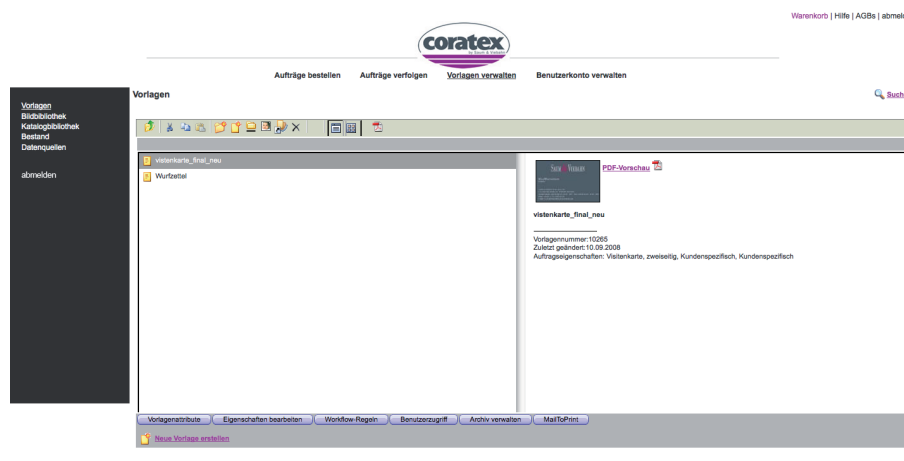 Warenkorb | Hilfe | AGBs |
coratex
Aufträge bestellen Aufträge verfolgen Vorlagen verwalten Benutzerkonto verwalten
Vorlagen
Such
Vorlagen
Bildbibliothek
Katalogbibliothek
Bestand
Datenquellen
abmelden
vistenkarte_final_neu
Wurfzettel
PDF-Vorschau
vistenkarte_final_neu
Vorlagennummer:10265
Zuletzt geändert:10.09.2008
Auftragseigenschaften: Visitenkarte, zweiseitig, Kundenspezifisch, Kundenspezifisch
Vorlagenattribute Eigenschaften bearbeiten Workflow-Regeln Benutzerzugriff Archiv verwalten MailToPrint
Neue Vorlage erstellen